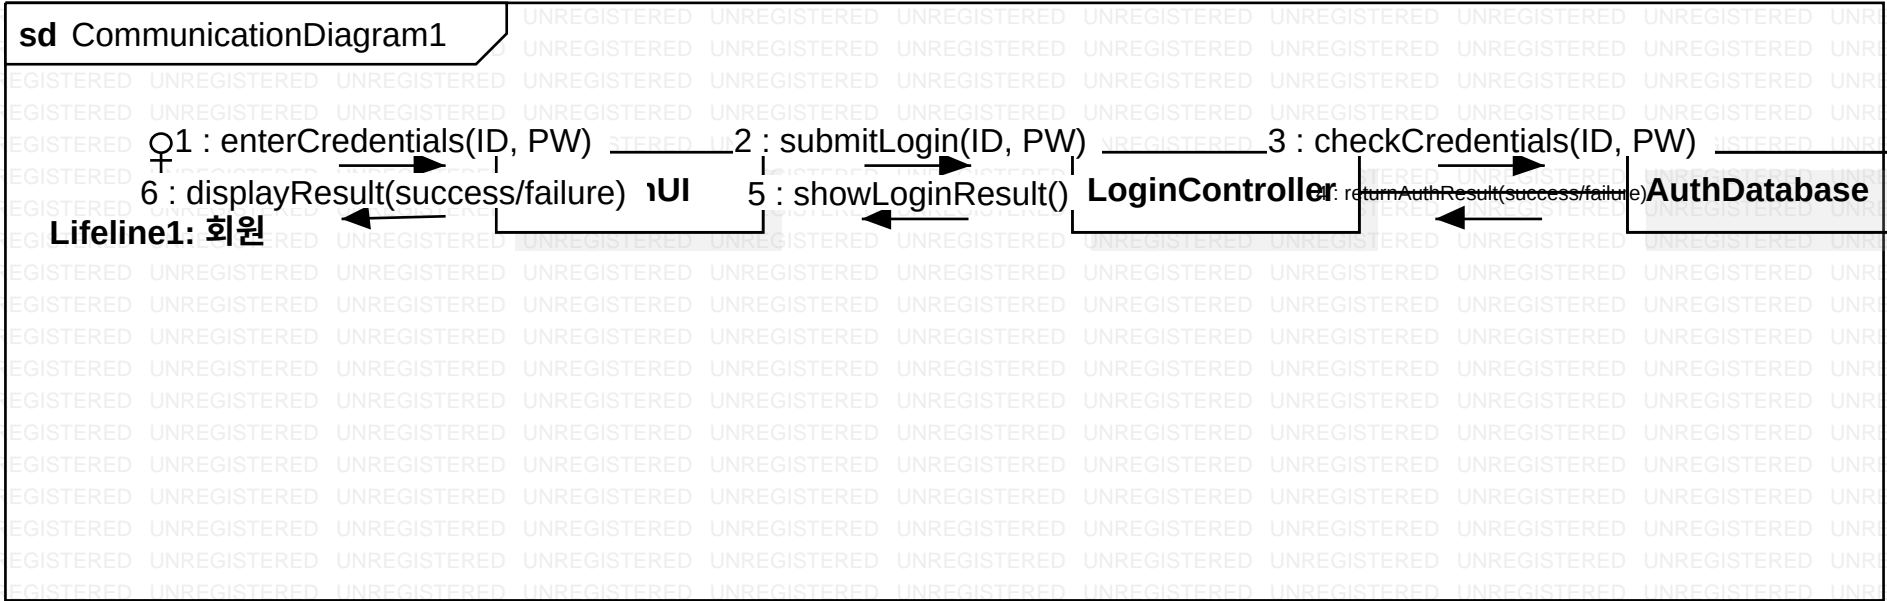 sd CommunicationDiagram1
1 : enterCredentials(ID, PW)
2 : submitLogin(ID, PW)
3 : checkCredentials(ID, PW)
6 : displayResult(success/failure)
5 : showLoginResult()
LoginController
4 : returnAuthResult(success/failure)
AuthDatabase
Lifeline1: 회원
UNREGISTERED